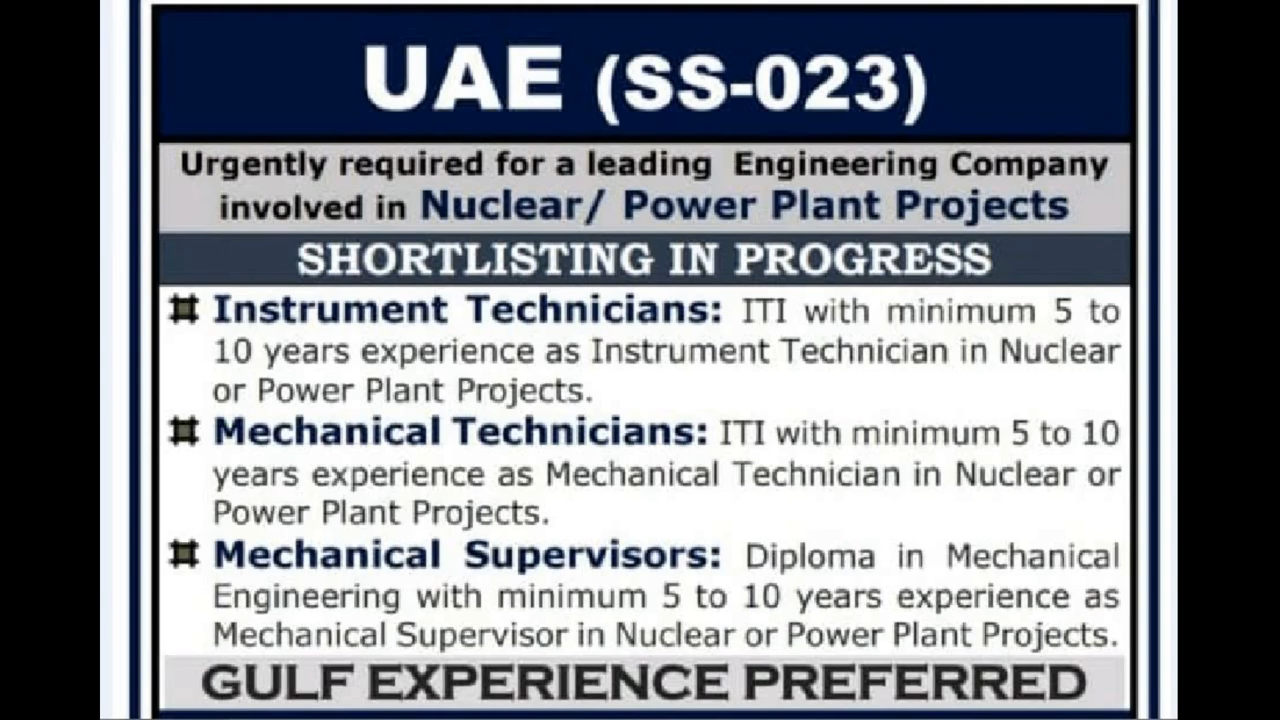 UAE (SS-023)
Urgently required for a leading Engineering Company
involved in Nuclear/ Power Plant Projects
SHORTLISTING IN PROGRESS
Instrument Technicians: ITI with minimum 5 to
10 years experience as Instrument Technician in Nuclear
or Power Plant Projects.
Mechanical Technicians: ITI with minimum 5 to 10
years experience as Mechanical Technician in Nuclear or
Power Plant Projects.
Mechanical Supervisors: Diploma in Mechanical
Engineering with minimum 5 to 10 years experience as
Mechanical Supervisor in Nuclear or Power Plant Projects.
GULF EXPERIENCE PREFERRED